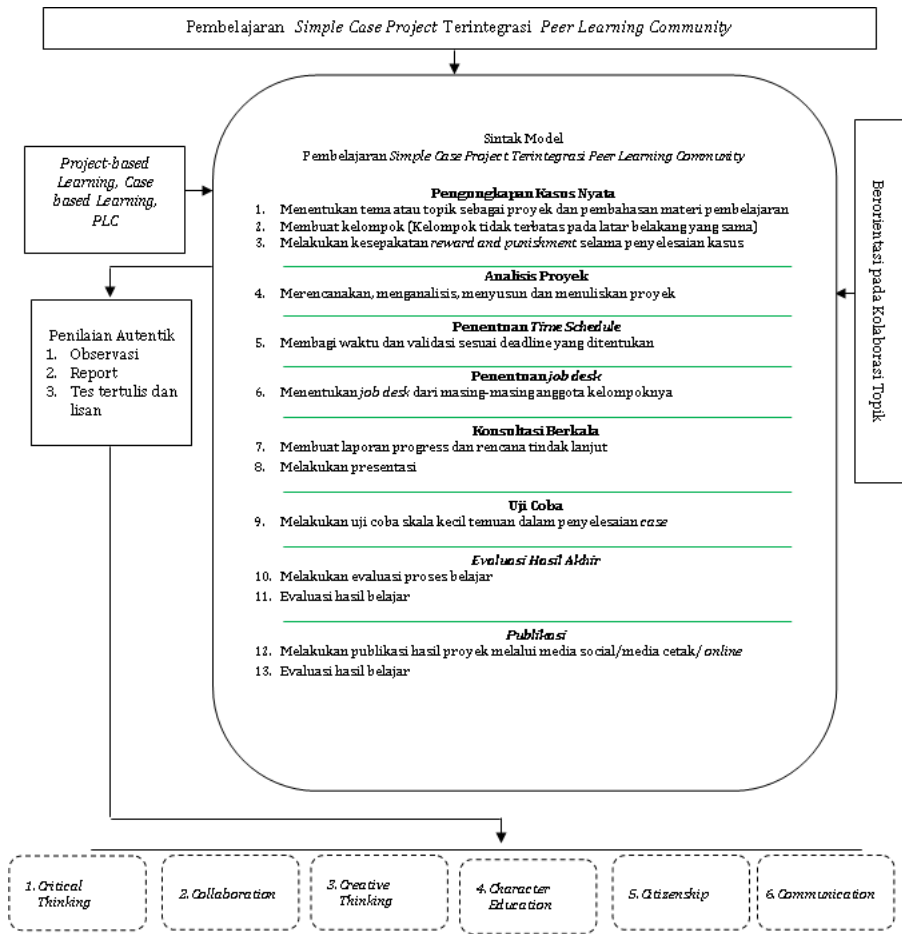 Pembelajaran Simple Case Project Terintegrasi Peer Learning Community
Sintak Model
Pembelajaran Simple Case Project Terintegrasi Peer Learning Community
Pengungkapan Kasus Nyata
1. Menentukan tema atau topik sebagai proyek dan pembahasan materi pembelajaran
2. Membuat kelompok (Kelompok tidak terbatas pada latar belakang yang sama)
3. Melakukan kesepakatan reward and punishment selama penyelesaian kasus
Analisis Proyek
4. Merencanakan, menganalisis, menyusun dan menuliskan proyek
Penentuan Time Schedule
5. Membagi waktu dan validasi sesuai deadline yang ditentukan
Penentuan job desk
6. Menentukan job desk dari masing-masing anggota kelompoknya
Konsultasi Berkala
7. Membuat laporan progress dan rencana tindak lanjut
8. Melakukan presentasi
Uji Coba
9. Melakukan uji coba skala kecil temuan dalam penyelesaian case
Evaluasi Hasil Akhir
10. Melakukan evaluasi proses belajar
11. Evaluasi hasil belajar
Publikasi
12. Melakukan publikasi hasil proyek melalui media social/media cetak/ online
13. Evaluasi hasil belajar
Project-based
Learning, Case
based Learning,
PLC
Penilaian Autentik
1. Observasi
2. Report
3. Tes tertulis dan
lisan
Berorientasi pada Kolaborasi Topik
1. Critical
Thinking
2. Collaboration
3. Creative
Thinking
4. Character
Education
5. Citizenship
6. Communication